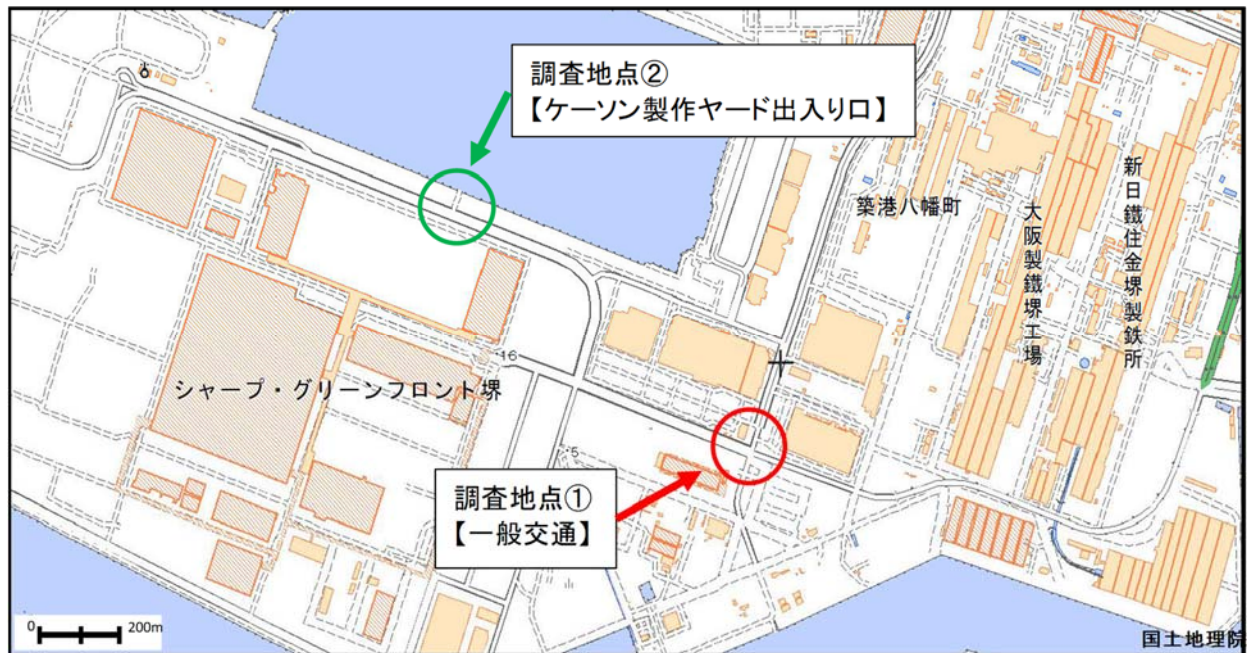 調査地点②
【ケーソン製作ヤード出入り口】
築港八幡町
大阪製鐵堺工場
新日鐵住金堺製鉄所
16
シャープ・グリーンフロント堺
5
調査地点①
【一般交通】
0 200m
国土地理院